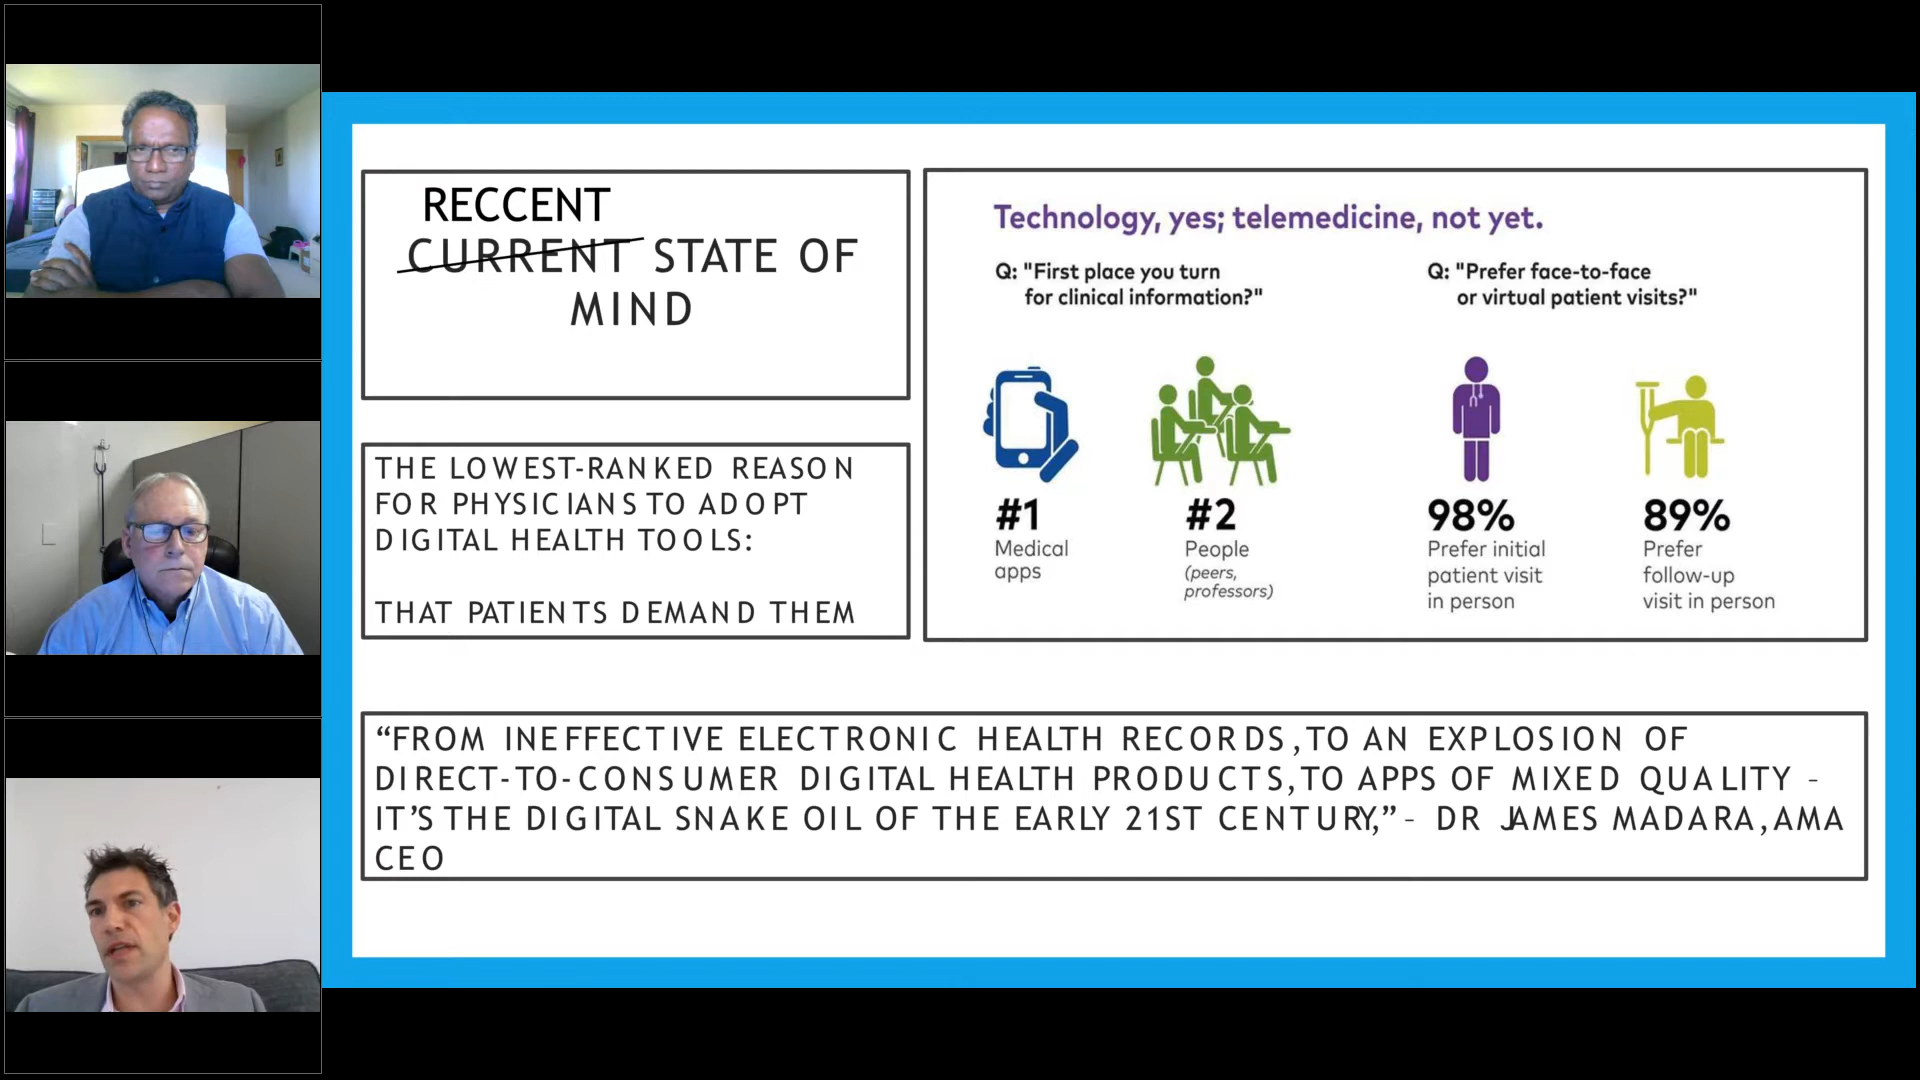 RECCENT
CURRENT STATE OF
MIND
THE LOWEST-RANKED REASON
FOR PHYSICIANS TO ADOPT
DIGITAL HEALTH TOOLS:
THAT PATIENTS DEMAND THEM
Technology, yes; telemedicine, not yet.
Q: "First place you turn
for clinical information?"
#1
Medical
apps
#2
People
(peers,
professors)
Q: "Prefer face-to-face
or virtual patient visits?"
98%
Prefer initial
patient visit
in person
89%
Prefer
follow-up
visit in person
“FROM INEFFECTIVE ELECTRONIC HEALTH RECORDS,TO AN EXPLOSION OF
DIRECT-TO-CONSUMER DIGITAL HEALTH PRODUCTS,TO APPS OF MIXED QUALITY –
IT’S THE DIGITAL SNAKE OIL OF THE EARLY 21ST CENTURY,” – DR JAMES MADARA, AMA
CEO